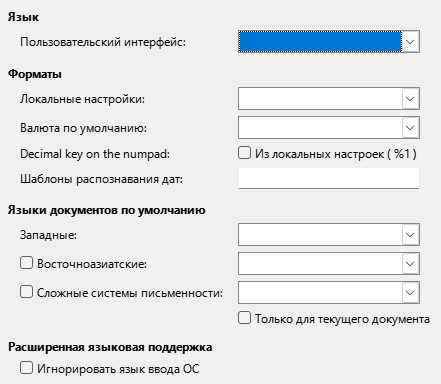 Язык
Пользовательский интерфейс:
Форматы
Локальные настройки:
Валюта по умолчанию:
Decimal key on the numpad: Из локальных настроек ( %1 )
Шаблоны распознавания дат:
Языки документов по умолчанию
Западные:
Восточноазиатские:
Сложные системы письменности:
Только для текущего документа
Расширенная языковая поддержка
Игнорировать язык ввода ОС